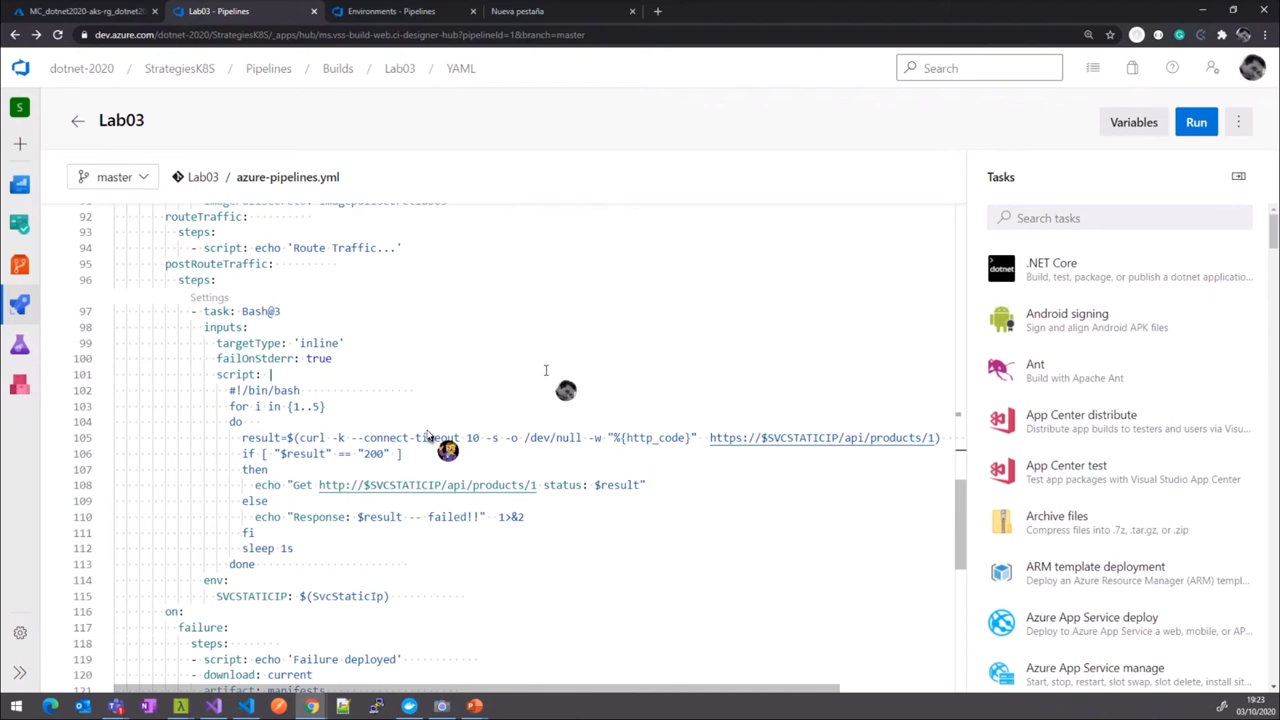 MC_dotnet2020-aks-rg_dotnet20
Lab03 - Pipelines
Environments - Pipelines
Nueva pestaña
dev.azure.com/dotnet-2020/StrategiesK8S/_apps/hub/ms.vss-build-web.ci-designer-hub?pipelineId=1&branch=master
dotnet-2020 / StrategiesK8S / Pipelines / Builds / Lab03 / YAML
Search
S
Lab03
Variables
Run
master
Lab03 / azure-pipelines.yml
92 routeTraffic:
93 steps:
94 - script: echo 'Route Traffic...'
95 postRouteTraffic:
96 steps:
Settings
97 - task: Bash@3
98 inputs:
99 targetType: 'inline'
100 failOnStderr: true
101 script: |
102 #!/bin/bash
103 for i in {1..5}
104 do
105 result=$(curl -k --connect-timeout 10 -s -o /dev/null -w "%{http_code}" https://$SVCSTATICIP/api/products/1)
106 if [ "$result" == "200" ]
107 then
108 echo "Get http://$SVCSTATICIP/api/products/1 status: $result"
109 else
110 echo "Response: $result -- failed!!" 1>&2
111 fi
112 sleep 1s
113 done
114 env:
115 SVCSTATICIP: $(SvcStaticIp)
116 on:
117 failure:
118 steps:
119 - script: echo 'Failure deployed'
120 - download: current
121 artifact: manifests
Tasks
Search tasks
dotnet
.NET Core
Build, test, package, or publish a dotnet applicatio...
Android signing
Sign and align Android APK files
Ant
Build with Apache Ant
App Center distribute
Distribute app builds to testers and users via Visu...
App Center test
Test app packages with Visual Studio App Center
Archive files
Compress files into .7z, .tar.gz, or .zip
ARM template deployment
Deploy an Azure Resource Manager (ARM) templ...
Azure App Service deploy
Deploy to Azure App Service a web, mobile, or AP...
Azure App Service manage
Start, stop, restart, slot swap, slot delete, install sit...
19:23
03/10/2020